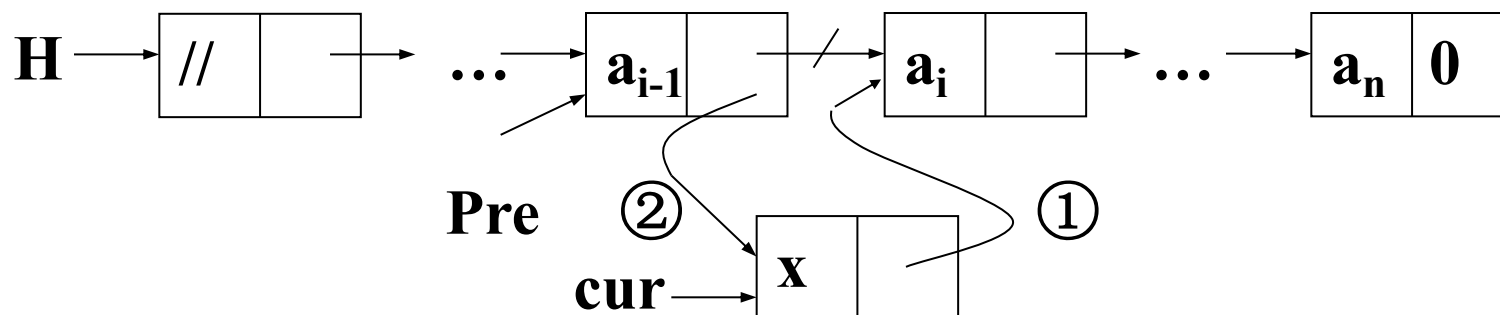 H // ... aᵢ₋₁ aᵢ ... aₙ 0
Pre ② ①
cur x